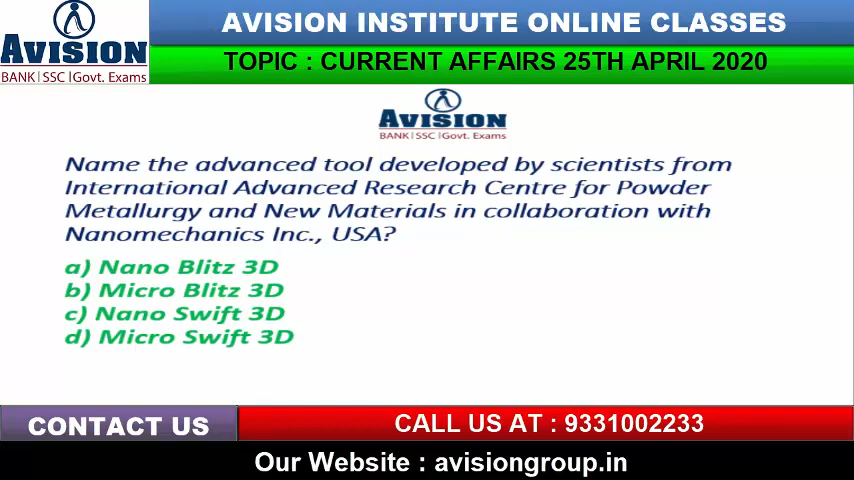 AVISION
BANK|SSC|Govt. Exams
AVISION INSTITUTE ONLINE CLASSES
TOPIC : CURRENT AFFAIRS 25TH APRIL 2020
AVISION
BANK|SSC|Govt. Exams
Name the advanced tool developed by scientists from
International Advanced Research Centre for Powder
Metallurgy and New Materials in collaboration with
Nanomechanics Inc., USA?
a) Nano Blitz 3D
b) Micro Blitz 3D
c) Nano Swift 3D
d) Micro Swift 3D
CONTACT US
CALL US AT : 9331002233
Our Website : avisiongroup.in